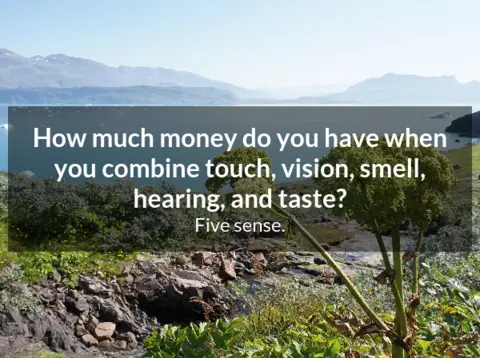 How much money do you have when
you combine touch, vision, smell,
hearing, and taste?
Five sense.